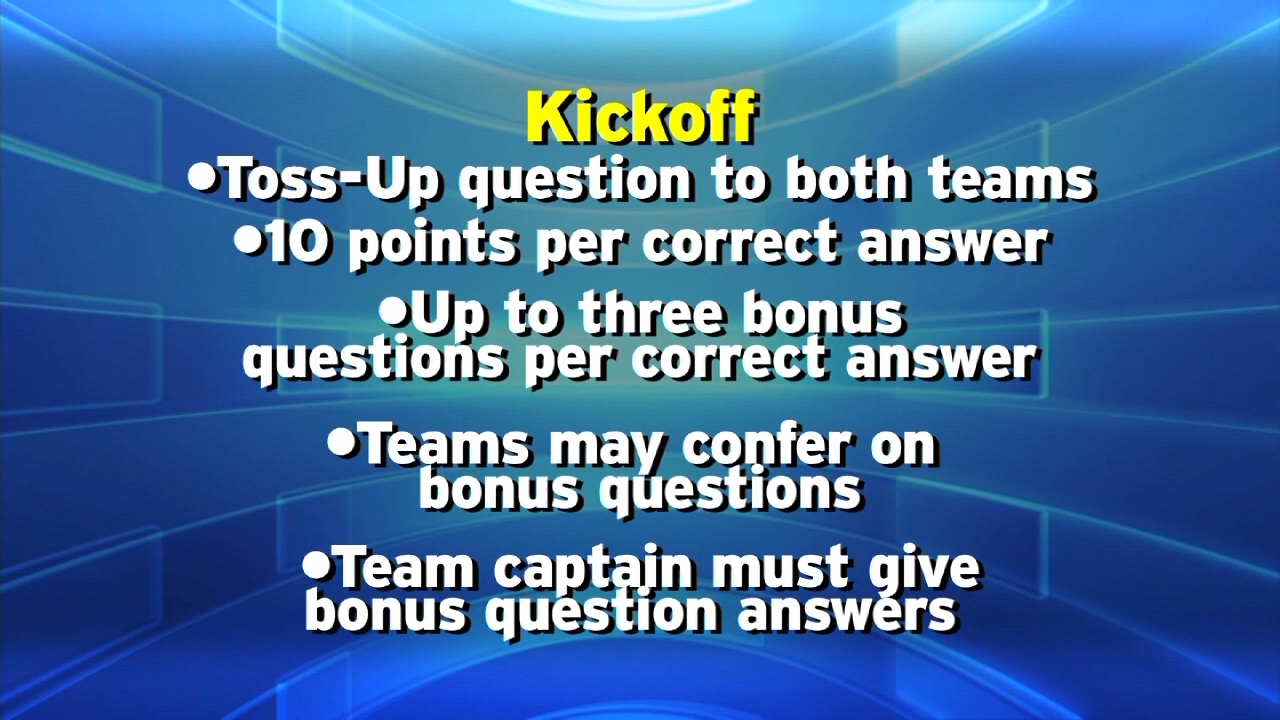 Kickoff
•Toss-Up question to both teams
•10 points per correct answer
•Up to three bonus
questions per correct answer
•Teams may confer on
bonus questions
•Team captain must give
bonus question answers